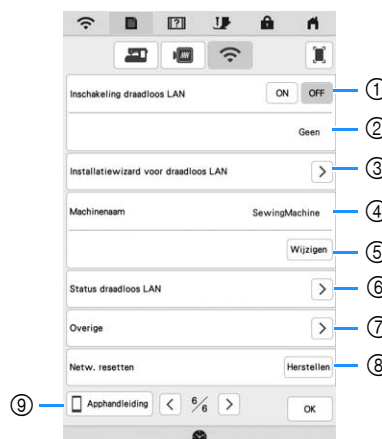 Inschakeling draadloos LAN ON OFF ①
Geen ②
Installatiewizard voor draadloos LAN > ③
Machinenaam SewingMachine ④
Wijzigen ⑤
Status draadloos LAN > ⑥
Overige > ⑦
Netw. resetten Herstellen ⑧
⑨ Apphandleiding < 6/6 > OK